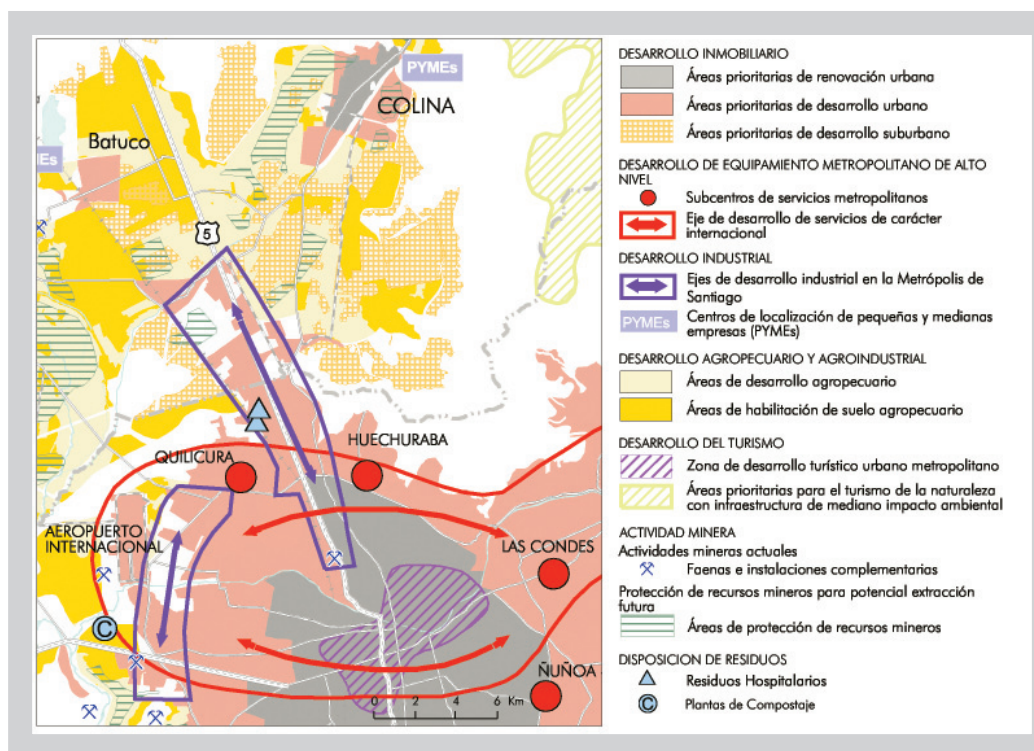 PYMEs
COLINA
Batuco
MEs
5
HUECHURABA
QUILICURA
AEROPUERTO
INTERNACIONAL
LAS CONDES
C
ÑUÑOA
0 2 4 6 Km
DESARROLLO INMOBILIARIO
Áreas prioritarias de renovación urbana
Áreas prioritarias de desarrollo urbano
Áreas prioritarias de desarrollo suburbano
DESARROLLO DE EQUIPAMIENTO METROPOLITANO DE ALTO
NIVEL
Subcentros de servicios metropolitanos
Eje de desarrollo de servicios de carácter
internacional
DESARROLLO INDUSTRIAL
Ejes de desarrollo industrial en la Metrópolis de
Santiago
PYMEs Centros de localización de pequeñas y medianas
empresas (PYMEs)
DESARROLLO AGROPECUARIO Y AGROINDUSTRIAL
Áreas de desarrollo agropecuario
Áreas de habilitación de suelo agropecuario
DESARROLLO DEL TURISMO
Zona de desarrollo turístico urbano metropolitano
Áreas prioritarias para el turismo de la naturaleza
con infraestructura de mediano impacto ambiental
ACTIVIDAD MINERA
Actividades mineras actuales
Faenas e instalaciones complementarias
Protección de recursos mineros para potencial extracción
futura
Áreas de protección de recursos mineros
DISPOSICION DE RESIDUOS
Residuos Hospitalarios
C Plantas de Compostaje